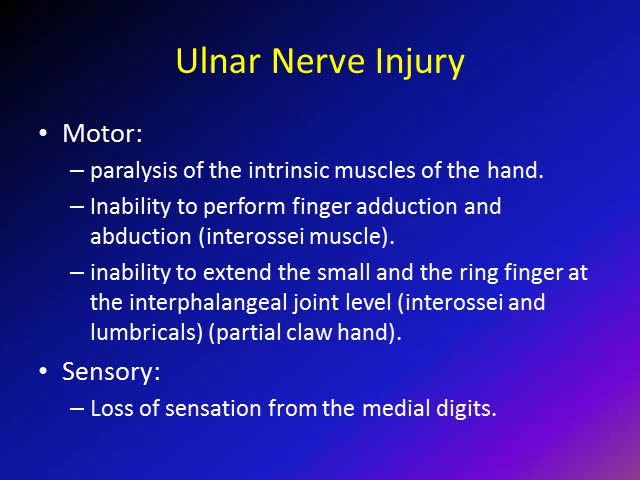 Ulnar Nerve Injury
• Motor:
– paralysis of the intrinsic muscles of the hand.
– Inability to perform finger adduction and
abduction (interossei muscle).
– inability to extend the small and the ring finger at
the interphalangeal joint level (interossei and
lumbricals) (partial claw hand).
• Sensory:
– Loss of sensation from the medial digits.